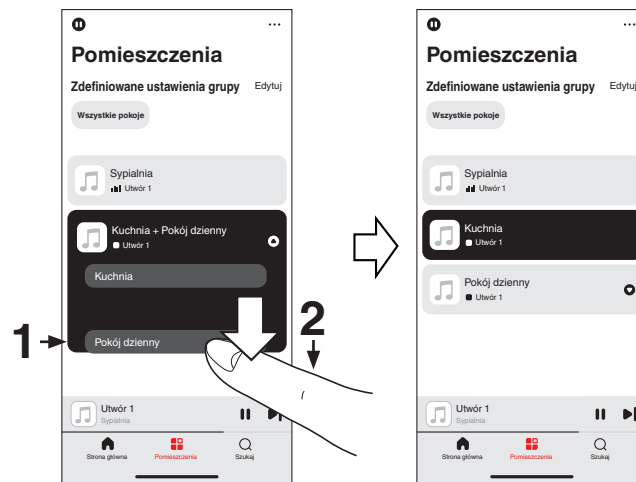 Pomieszczenia
Zdefiniowane ustawienia grupy Edytuj
Wszystkie pokoje
Sypialnia
Utwór 1
Kuchnia + Pokój dzienny
Utwór 1
Kuchnia
Pokój dzienny
1
2
Utwór 1
Sypialnia
Strona główna Pomieszczenia Szukaj
Pomieszczenia
Zdefiniowane ustawienia grupy Edytuj
Wszystkie pokoje
Sypialnia
Utwór 1
Kuchnia
Utwór 1
Pokój dzienny
Utwór 1
Utwór 1
Sypialnia
Strona główna Pomieszczenia Szukaj